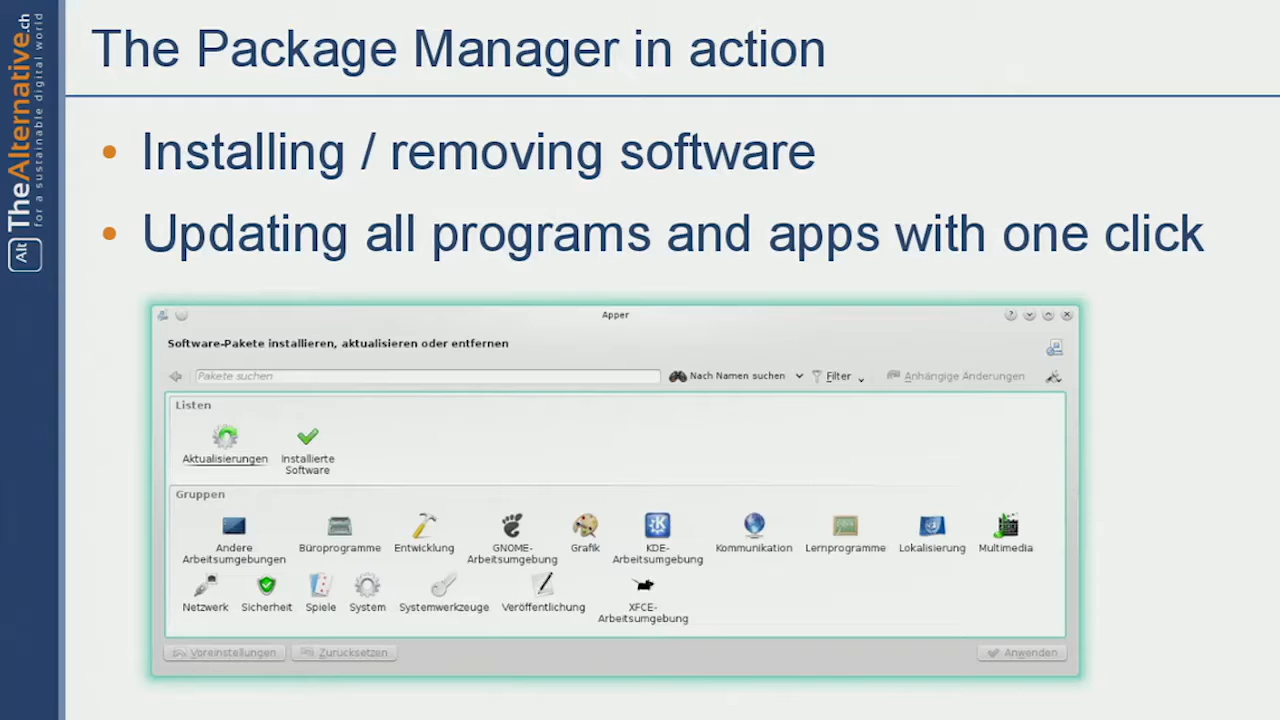 The Package Manager in action
Alt TheAlternative.ch
for a sustainable digital world
• Installing / removing software
• Updating all programs and apps with one click
Apper
Software-Pakete installieren, aktualisieren oder entfernen
Pakete suchen
Nach Namen suchen
Filter
Anhängige Änderungen
Listen
Aktualisierungen
Installierte
Software
Gruppen
Andere
Arbeitsumgebungen
Büroprogramme
Entwicklung
GNOME-
Arbeitsumgebung
Grafik
KDE-
Arbeitsumgebung
Kommunikation
Lernprogramme
Lokalisierung
Multimedia
Netzwerk
Sicherheit
Spiele
System
Systemwerkzeuge
Veröffentlichung
XFCE-
Arbeitsumgebung
Voreinstellungen
Zurücksetzen
Anwenden